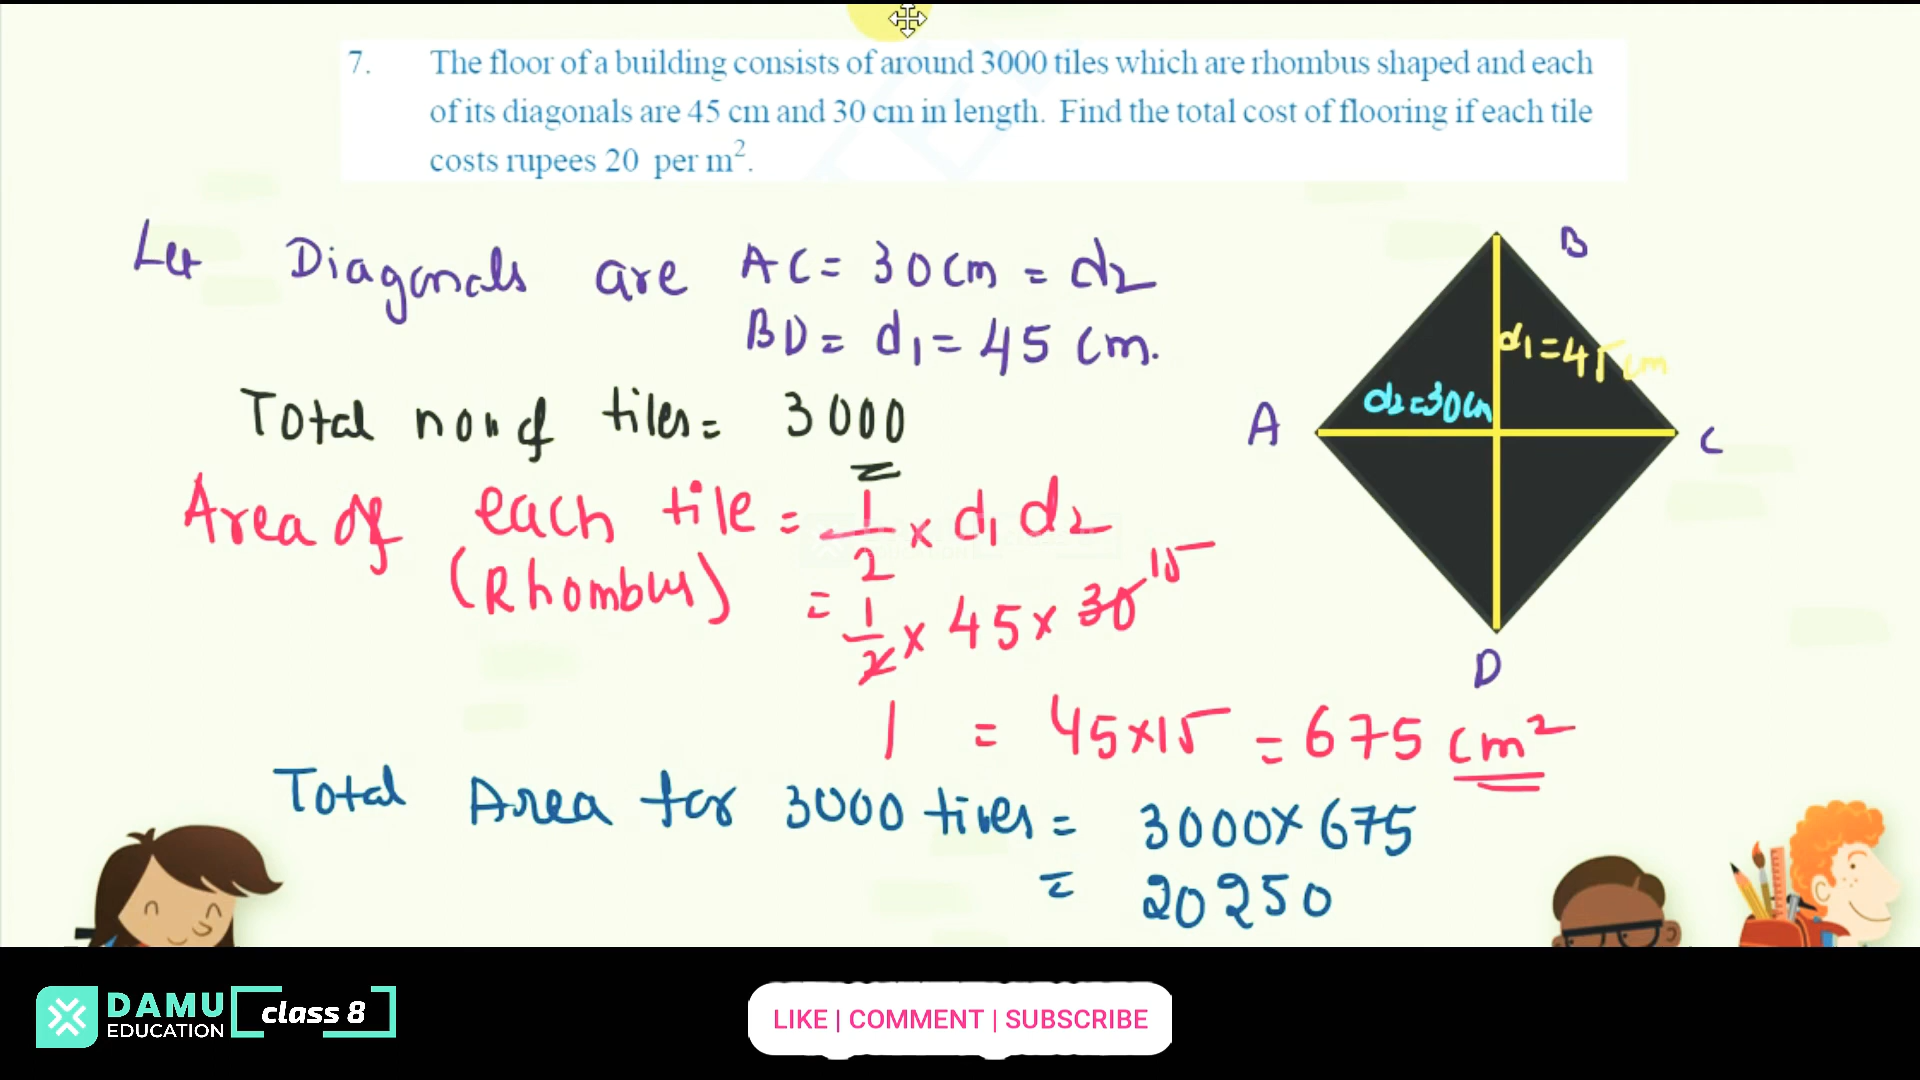 7. The floor of a building consists of around 3000 tiles which are rhombus shaped and each
of its diagonals are 45 cm and 30 cm in length. Find the total cost of flooring if each tile
costs rupees 20 per m².
Let Diagonals are AC = 30 cm = d2
BD = d1 = 45 cm.
Total no. of tiles = 3000
Area of each tile = 1/2 × d1 d2
(Rhombus) = 1/2 × 45 × 30 15
1 = 45×15 = 675 cm²
Total Area for 3000 tiles = 3000×675
= 20250
B
d1=45cm
d2=30cm
A
C
D
DAMU
EDUCATION
class 8
LIKE | COMMENT | SUBSCRIBE